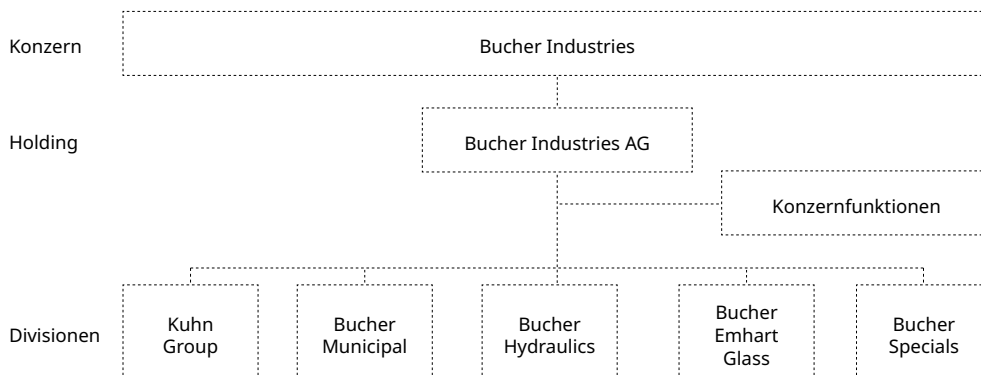 Konzern
Bucher Industries
Holding
Bucher Industries AG
Konzernfunktionen
Divisionen
Kuhn
Group
Bucher
Municipal
Bucher
Hydraulics
Bucher
Emhart
Glass
Bucher
Specials